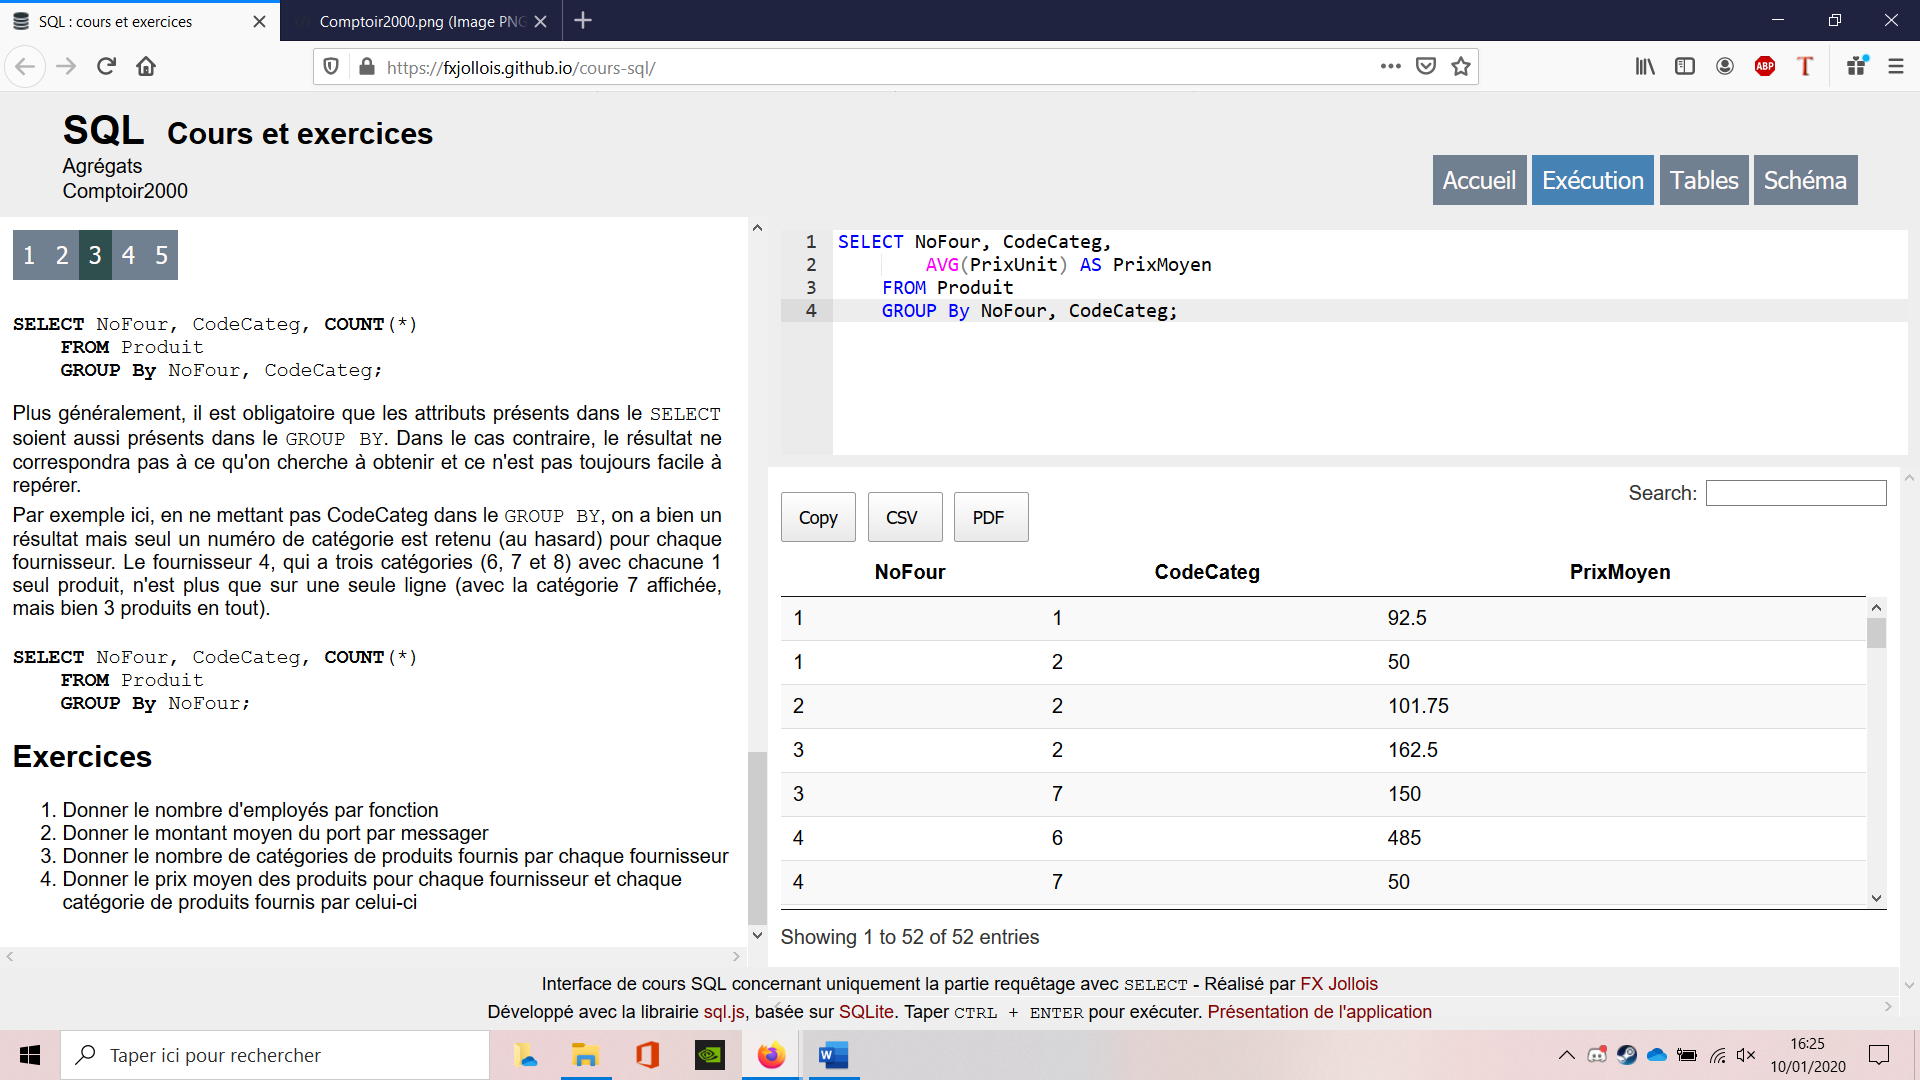 SQL : cours et exercices
Comptoir2000.png (Image PNG
https://fxjollois.github.io/cours-sql/
ABP
T
SQL Cours et exercices
Agrégats
Comptoir2000
Accueil Exécution Tables Schéma
1 2 3 4 5
SELECT NoFour, CodeCateg, COUNT(*)
FROM Produit
GROUP By NoFour, CodeCateg;
Plus généralement, il est obligatoire que les attributs présents dans le SELECT
soient aussi présents dans le GROUP BY. Dans le cas contraire, le résultat ne
correspondra pas à ce qu'on cherche à obtenir et ce n'est pas toujours facile à
repérer.
Par exemple ici, en ne mettant pas CodeCateg dans le GROUP BY, on a bien un
résultat mais seul un numéro de catégorie est retenu (au hasard) pour chaque
fournisseur. Le fournisseur 4, qui a trois catégories (6, 7 et 8) avec chacune 1
seul produit, n'est plus que sur une seule ligne (avec la catégorie 7 affichée,
mais bien 3 produits en tout).
SELECT NoFour, CodeCateg, COUNT(*)
FROM Produit
GROUP By NoFour;
Exercices
1. Donner le nombre d'employés par fonction
2. Donner le montant moyen du port par messager
3. Donner le nombre de catégories de produits fournis par chaque fournisseur
4. Donner le prix moyen des produits pour chaque fournisseur et chaque
catégorie de produits fournis par celui-ci
1 SELECT NoFour, CodeCateg,
2 AVG(PrixUnit) AS PrixMoyen
3 FROM Produit
4 GROUP By NoFour, CodeCateg;
Search:
Copy CSV PDF
NoFour CodeCateg PrixMoyen
1 1 92.5
1 2 50
2 2 101.75
3 2 162.5
3 7 150
4 6 485
4 7 50
Showing 1 to 52 of 52 entries
Interface de cours SQL concernant uniquement la partie requêtage avec SELECT - Réalisé par FX Jollois
Développé avec la librairie sql.js, basée sur SQLite. Taper CTRL + ENTER pour exécuter. Présentation de l'application
Taper ici pour rechercher
16:25
10/01/2020